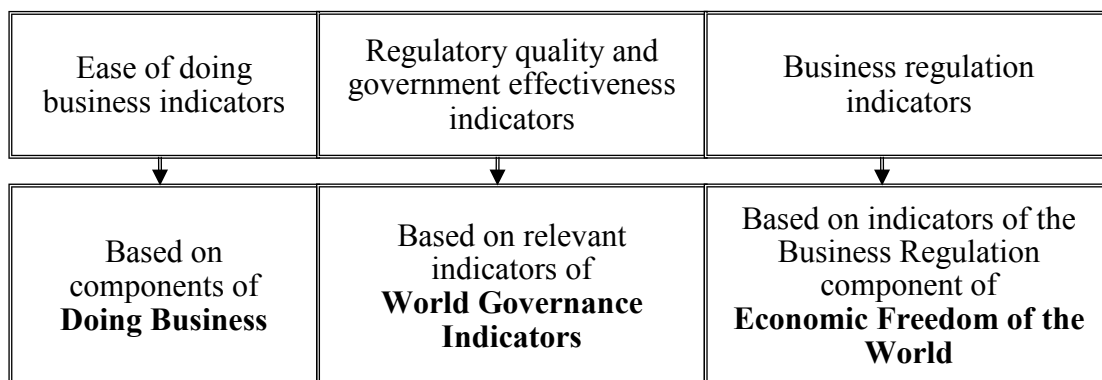 Ease of doing
business indicators
Regulatory quality and
government effectiveness
indicators
Business regulation
indicators
Based on
components of
Doing Business
Based on relevant
indicators of
World Governance
Indicators
Based on indicators of the
Business Regulation
component of
Economic Freedom of the
World